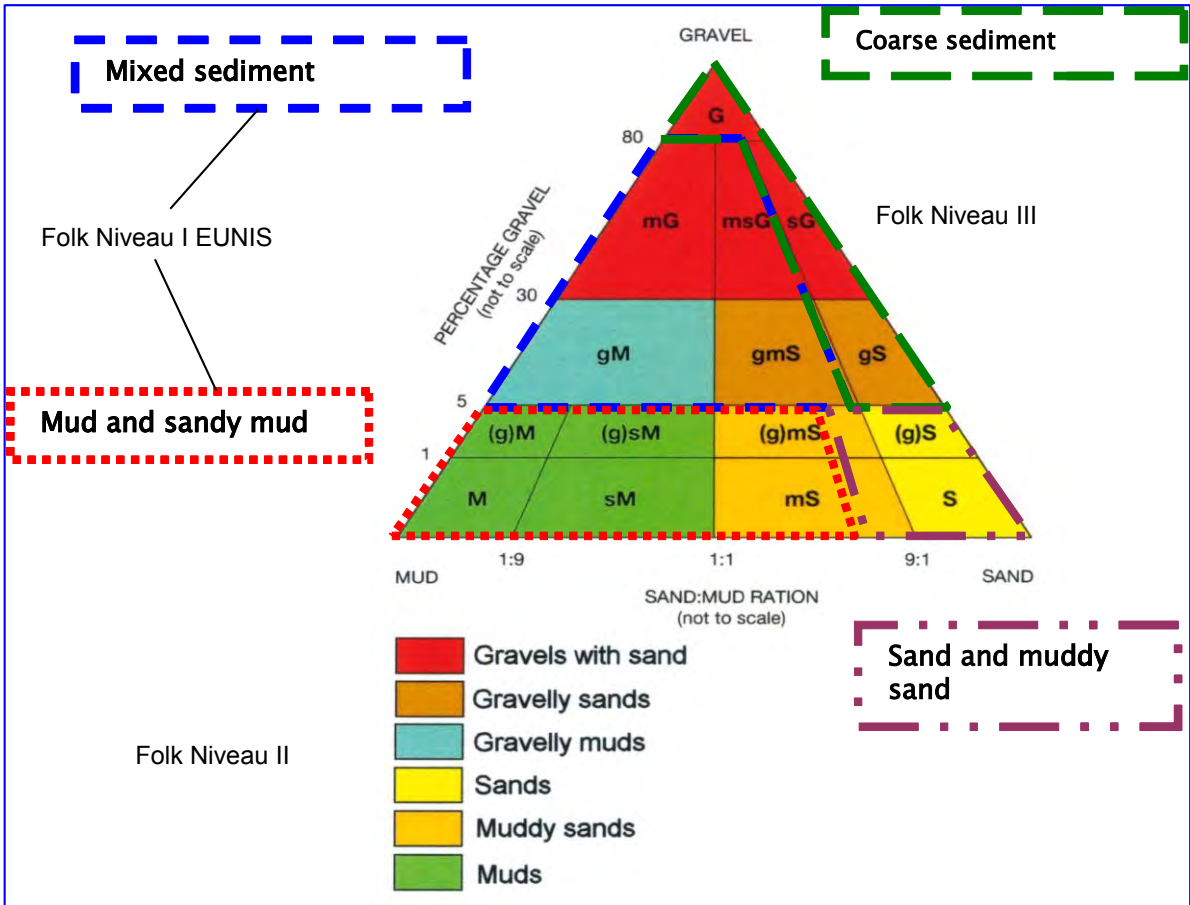 GRAVEL
Coarse sediment
Mixed sediment
G
80
PERCENTAGE GRAVEL
(not to scale)
mG
msG
sG
Folk Niveau III
Folk Niveau I EUNIS
30
gM
gmS
gS
5
Mud and sandy mud
(g)M
(g)sM
(g)mS
(g)S
1
M
sM
mS
S
1:9
1:1
9:1
MUD
SAND
SAND:MUD RATION
(not to scale)
Gravels with sand
Gravelly sands
Gravelly muds
Sands
Muddy sands
Muds
Sand and muddy
sand
Folk Niveau II